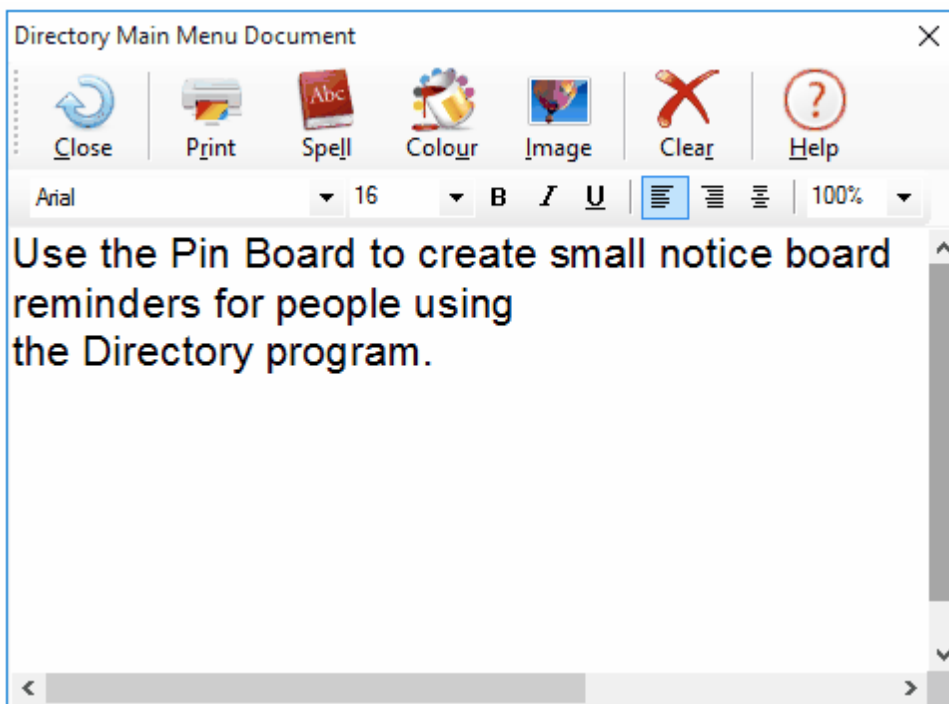 Directory Main Menu Document
Abc
Close Print Spell Colour Image Clear ? Help
Arial 16 B I U 100%
Use the Pin Board to create small notice board
reminders for people using
the Directory program.